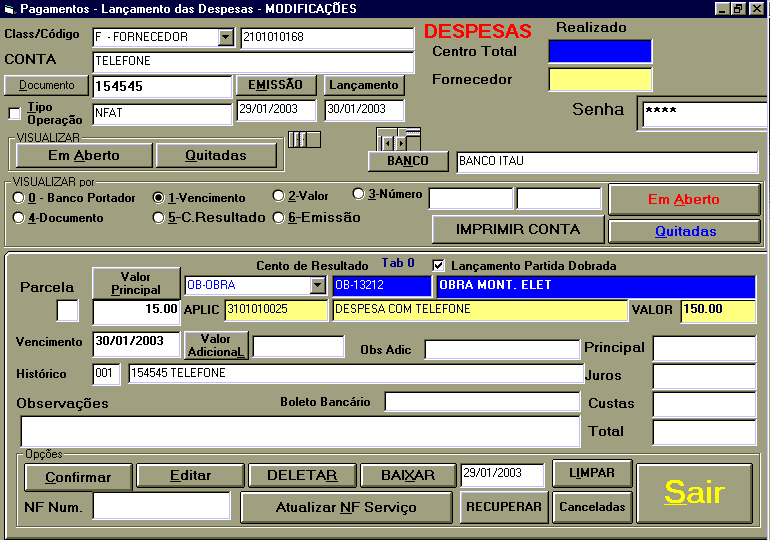 Pagamentos - Lançamento das Despesas - MODIFICAÇÕES
Class/Código F - FORNECEDOR 2101010168 DESPESAS Realizado
CONTA TELEFONE Centro Total
Documento 154545 EMISSÃO Lançamento Fornecedor
Tipo Operação NFAT 29/01/2003 30/01/2003 Senha ****
VISUALIZAR
Em Aberto Quitadas BANCO BANCO ITAU
VISUALIZAR por
0 - Banco Portador 1-Vencimento 2-Valor 3-Número Em Aberto
4-Documento 5-C.Resultado 6-Emissão IMPRIMIR CONTA Quitadas
Cento de Resultado Tab 0 Lançamento Partida Dobrada
Parcela Valor Principal OB-OBRA OB-13212 OBRA MONT. ELET
15.00 APLIC 3101010025 DESPESA COM TELEFONE VALOR 150.00
Vencimento 30/01/2003 Valor AdicionaL Obs Adic Principal
Histórico 001 154545 TELEFONE Juros
Observações Boleto Bancário Custas
Total
Opções
Confirmar Editar DELETAR BAIXAR 29/01/2003 LIMPAR Sair
NF Num. Atualizar NF Serviço RECUPERAR Canceladas